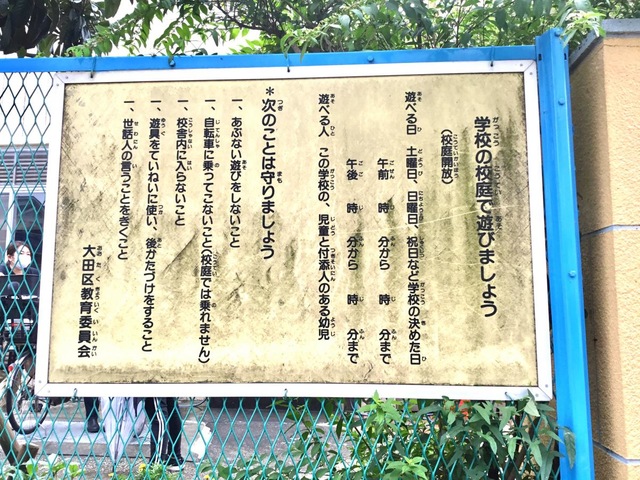 学校の校庭で遊びましょう
(校庭開放)
遊べる日 土曜日、日曜日、祝日など学校の決めた日
午前 時 分から 時 分まで
午後 時 分から 時 分まで
遊べる人 この学校の、児童と付添人のある幼児
＊次のことは守りましょう
一、あぶない遊びをしないこと
一、自転車に乗ってこないこと(校庭では乗れません)
一、校舎内に入らないこと
一、遊具をていねいに使い、後かたづけをすること
一、世話人の言うことをきくこと
大田区教育委員会